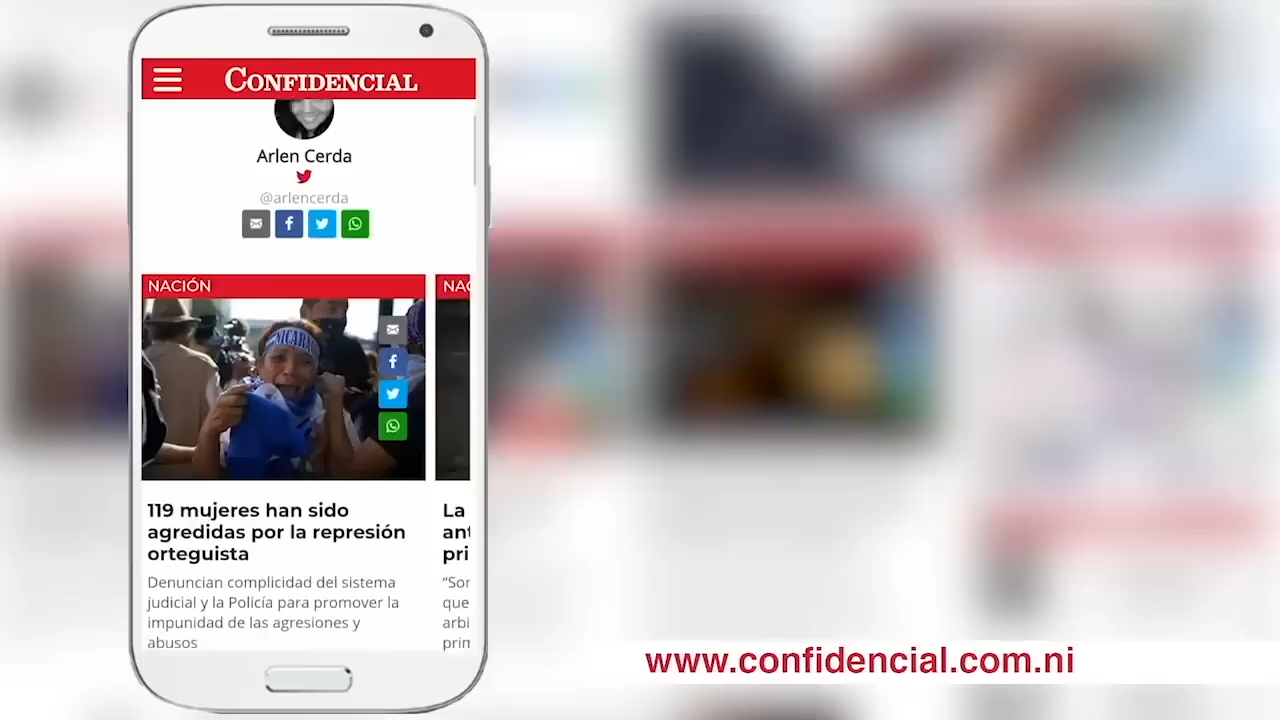 CONFIDENCIAL
Arlen Cerda
@arlencerda
NACIÓN
119 mujeres han sido
agredidas por la represión
orteguista
Denuncian complicidad del sistema
judicial y la Policía para promover la
impunidad de las agresiones y
abusos
La
www.confidencial.com.ni